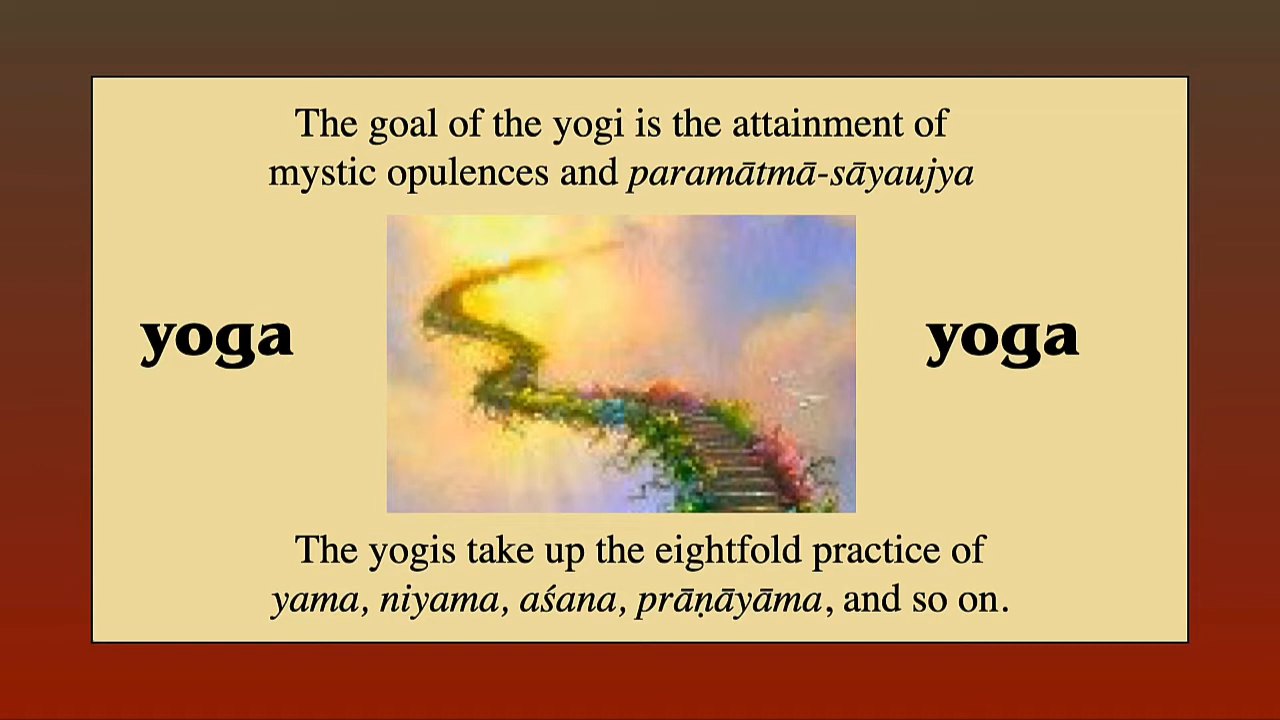 The goal of the yogi is the attainment of
mystic opulences and paramātmā-sāyaujya
yoga
yoga
The yogis take up the eightfold practice of
yama, niyama, aśana, prāṇāyāma, and so on.